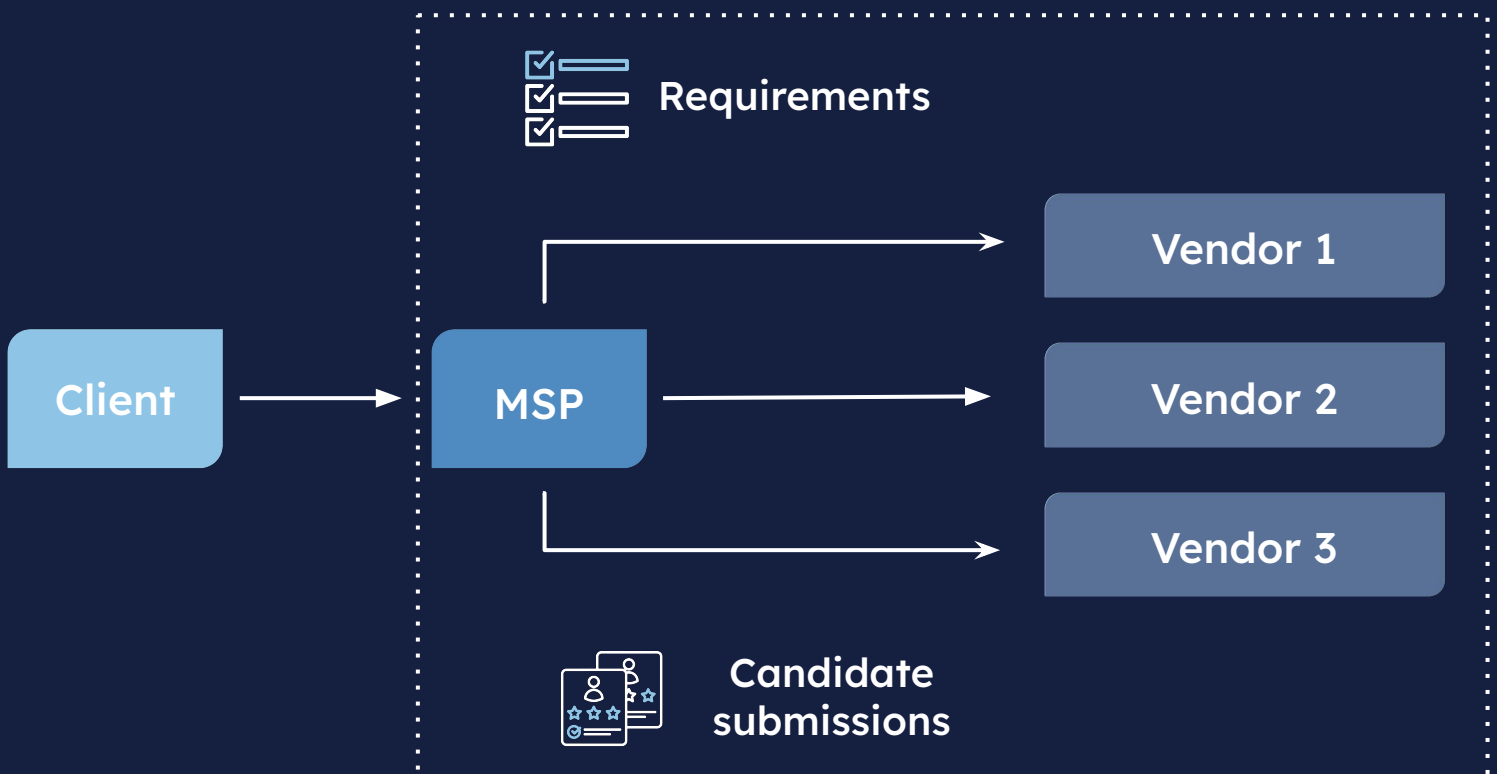 Requirements
Vendor 1
Client
MSP
Vendor 2
Vendor 3
Candidate
submissions